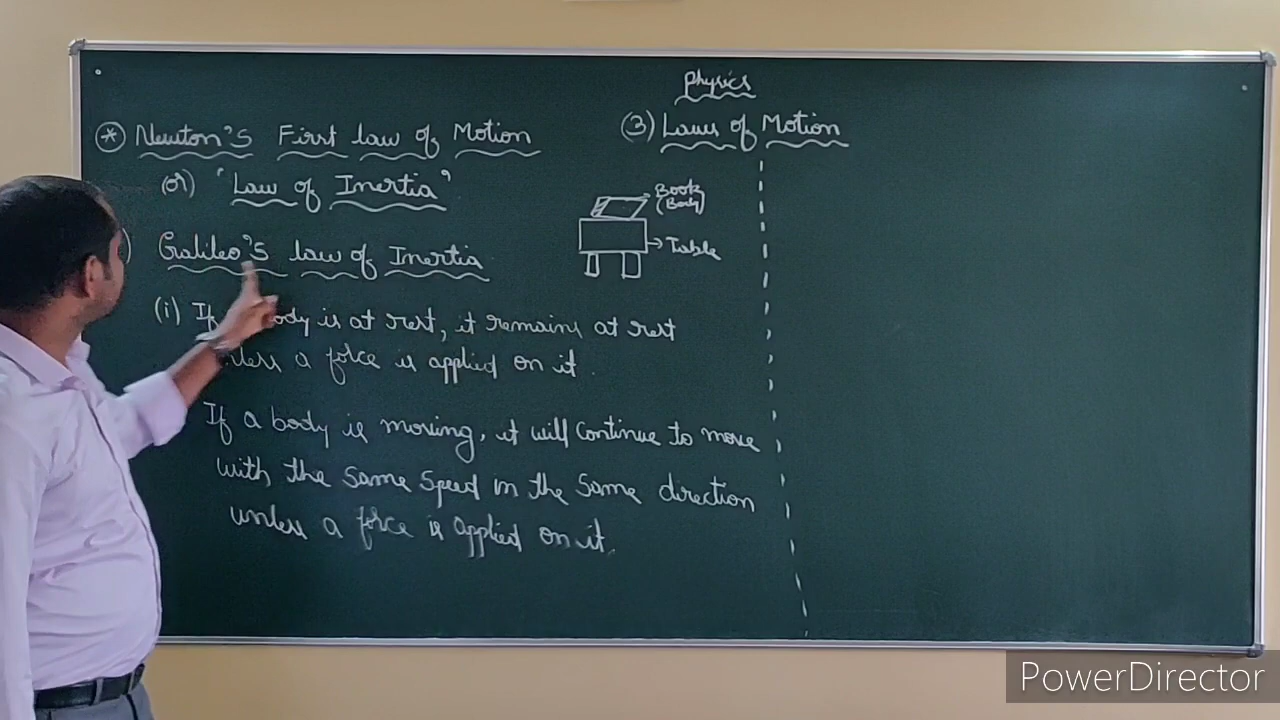 Physics
(3) Laws of Motion
* Newton's First law of Motion
(or) 'Law of Inertia'
) Galileo's law of Inertia
(i) If body is at rest, it remains at rest
less a force is applied on it.
If a body is moving, it will continue to move
with the same speed in the same direction
unless a force is applied on it.
Book
(Body)
Table
PowerDirector